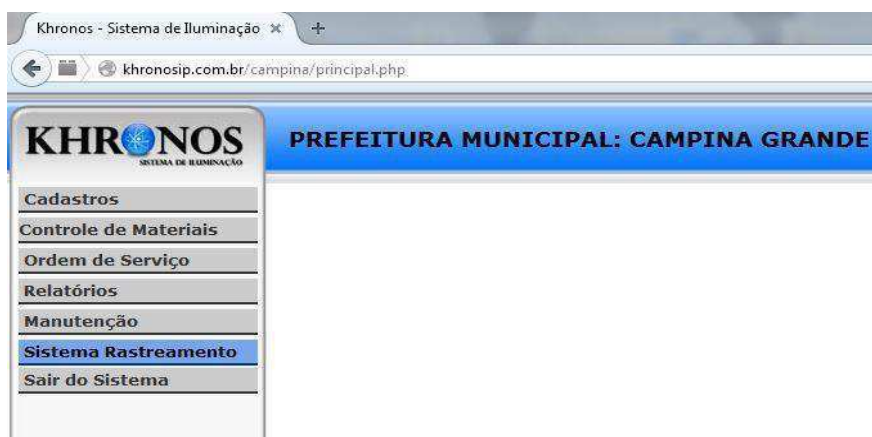 Khronos - Sistema de Iluminação
khronosip.com.br/campina/principal.php
KHRONOS
SISTEMA DE ILUMINAÇÃO
PREFEITURA MUNICIPAL: CAMPINA GRANDE
Cadastros
Controle de Materiais
Ordem de Serviço
Relatórios
Manutenção
Sistema Rastreamento
Sair do Sistema